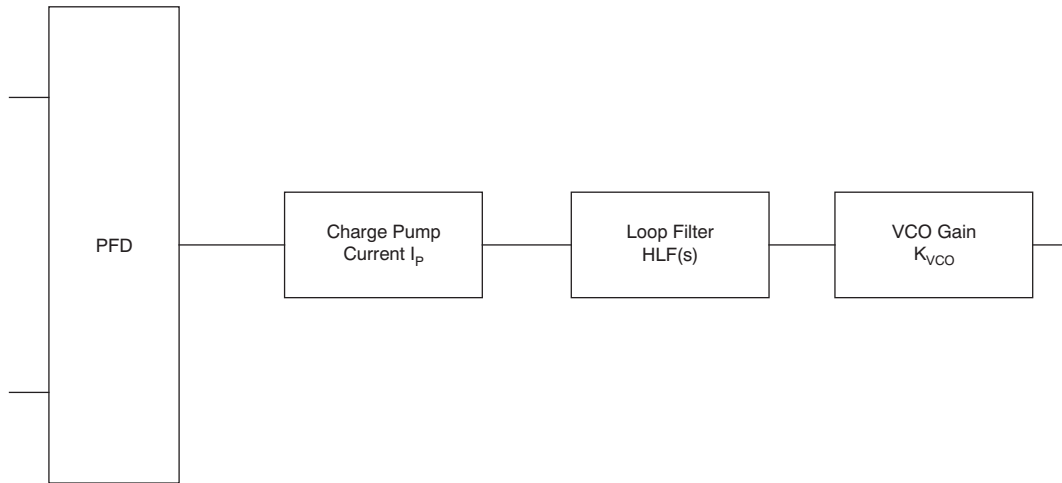 PFD
Charge Pump
Current I_P
Loop Filter
HLF(s)
VCO Gain
K_VCO